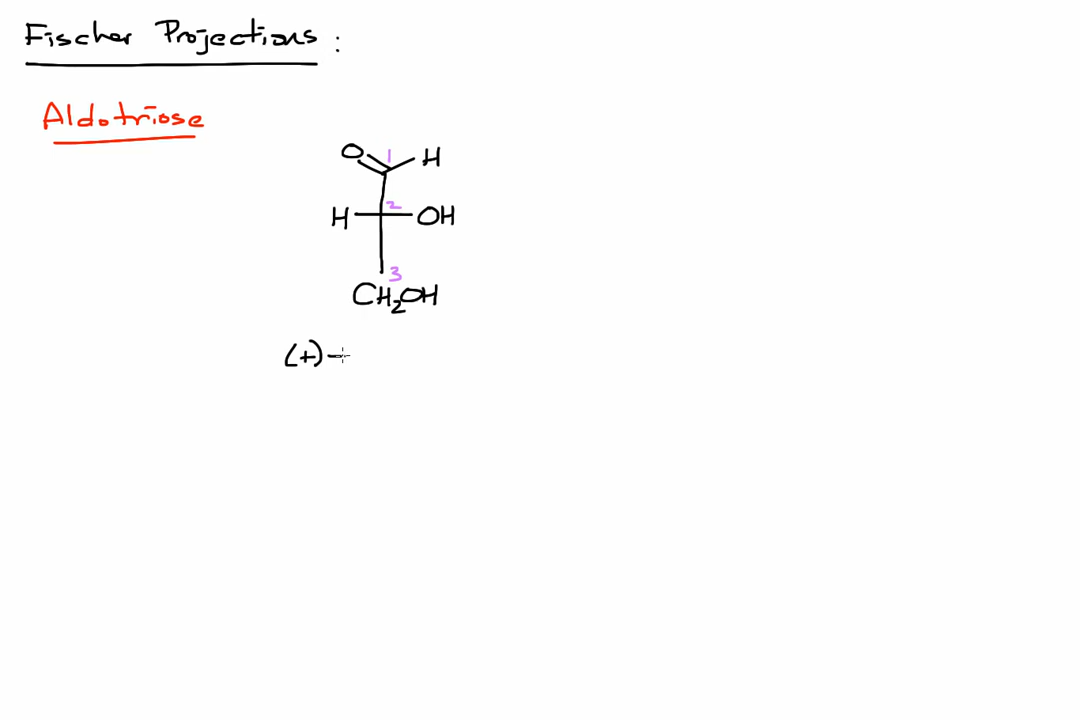 Fischer Projections :
Aldotriose
O 1 H
H 2 OH
3
CH₂OH
(+)-